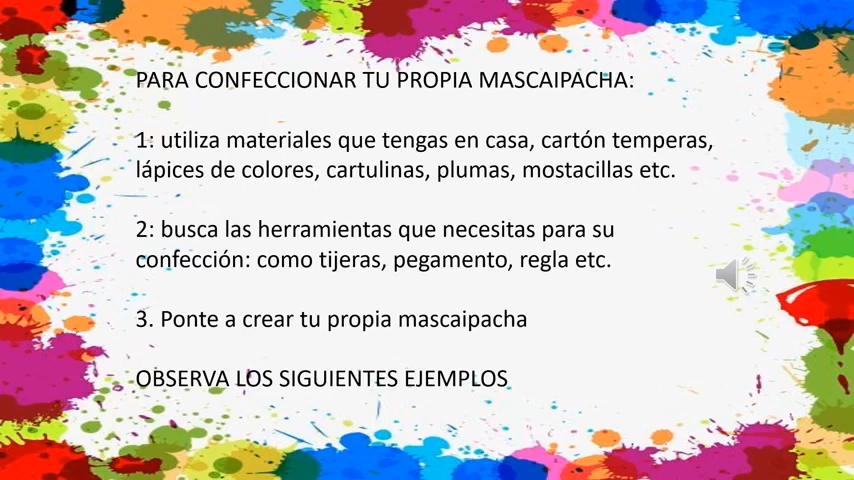 PARA CONFECCIONAR TU PROPIA MASCAIPACHA:
1: utiliza materiales que tengas en casa, cartón temperas,
lápices de colores, cartulinas, plumas, mostacillas etc.
2: busca las herramientas que necesitas para su
confección: como tijeras, pegamento, regla etc.
3. Ponte a crear tu propia mascaipacha
OBSERVA LOS SIGUIENTES EJEMPLOS